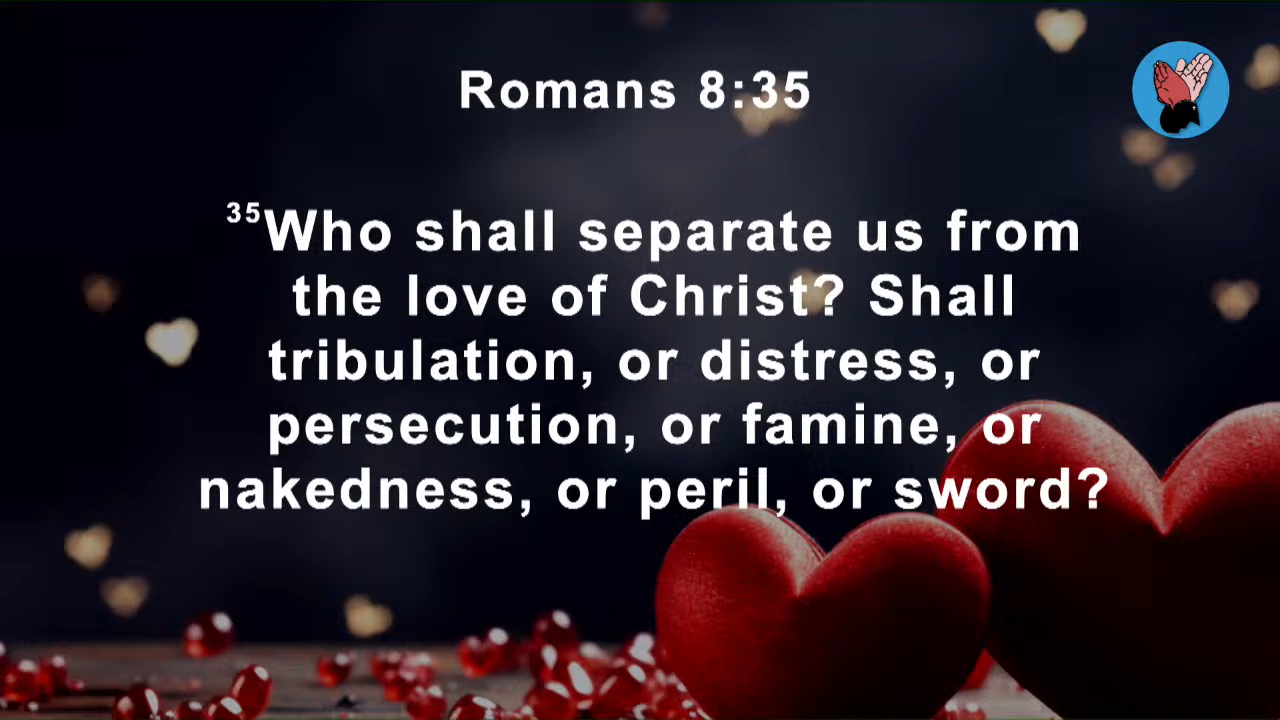 Romans 8:35
35Who shall separate us from
the love of Christ? Shall
tribulation, or distress, or
persecution, or famine, or
nakedness, or peril, or sword?